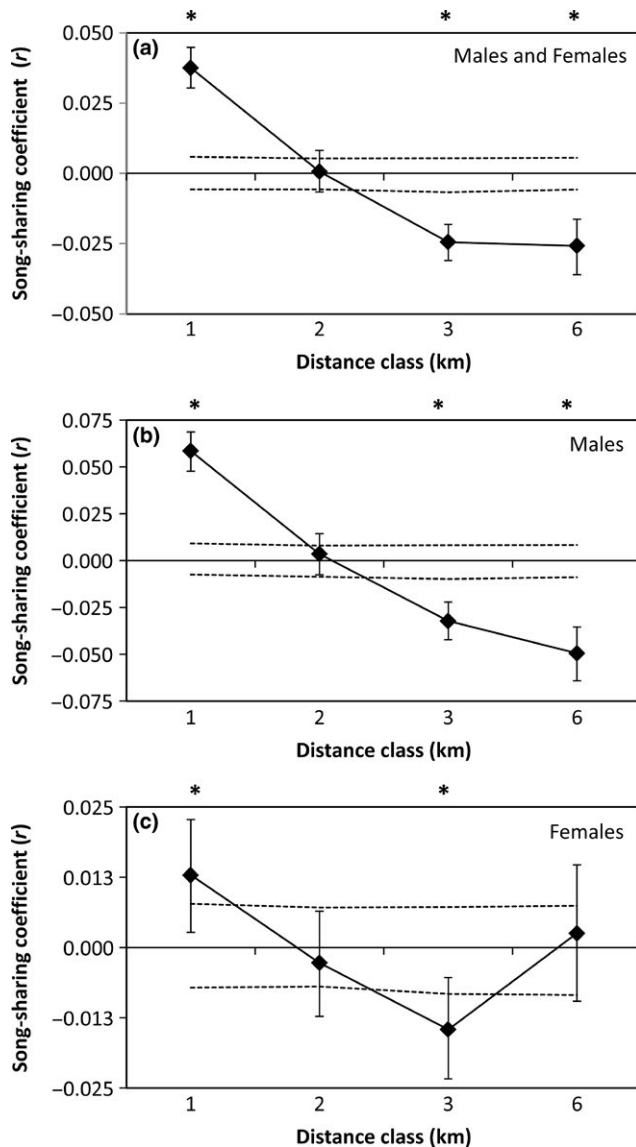 * * *
(a) Males and Females
Song-sharing coefficient (r)
0.050
0.025
0.000
−0.025
−0.050
1 2 3 6
Distance class (km)
* * *
(b) Males
Song-sharing coefficient (r)
0.075
0.050
0.025
0.000
−0.025
−0.050
−0.075
1 2 3 6
Distance class (km)
* *
(c) Females
Song-sharing coefficient (r)
0.025
0.013
0.000
−0.013
−0.025
1 2 3 6
Distance class (km)